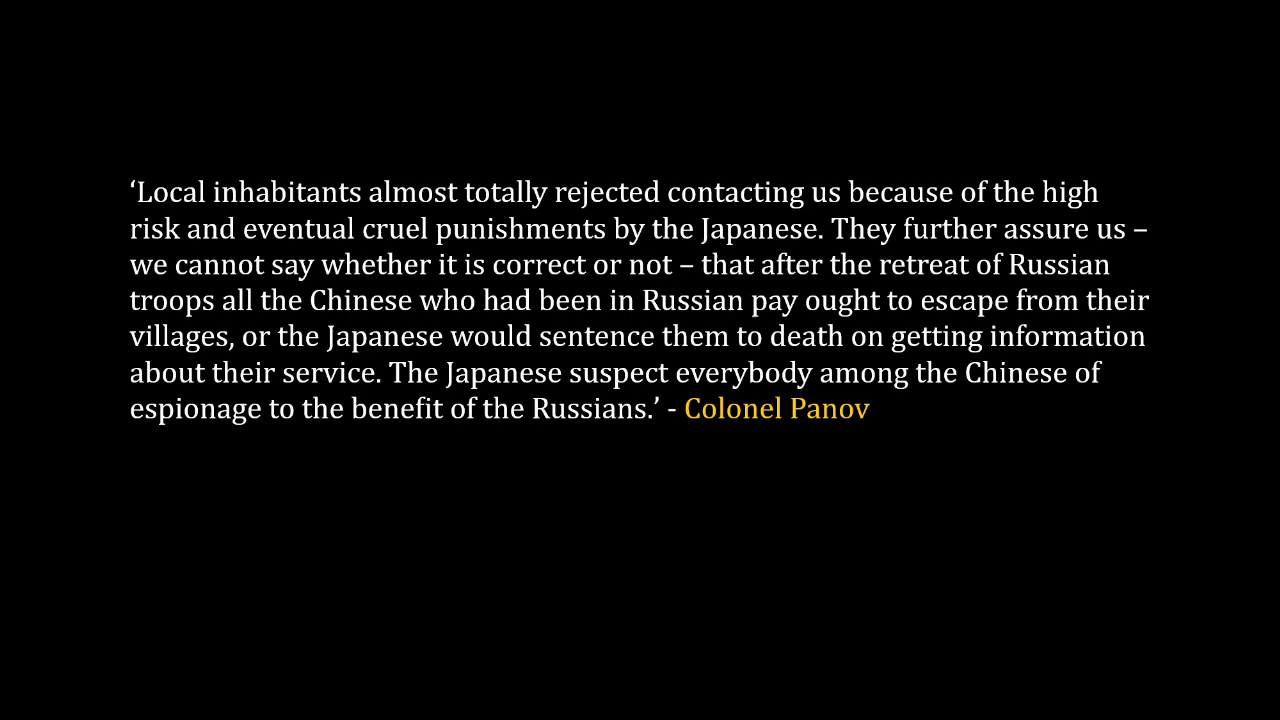 ‘Local inhabitants almost totally rejected contacting us because of the high
risk and eventual cruel punishments by the Japanese. They further assure us –
we cannot say whether it is correct or not – that after the retreat of Russian
troops all the Chinese who had been in Russian pay ought to escape from their
villages, or the Japanese would sentence them to death on getting information
about their service. The Japanese suspect everybody among the Chinese of
espionage to the benefit of the Russians.’ - Colonel Panov